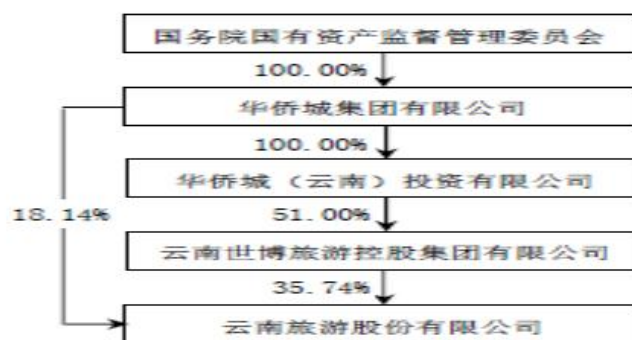 国务院国有资产监督管理委员会
100.00%
华侨城集团有限公司
100.00%
华侨城（云南）投资有限公司
18.14%
51.00%
云南世博旅游控股集团有限公司
35.74%
云南旅游股份有限公司